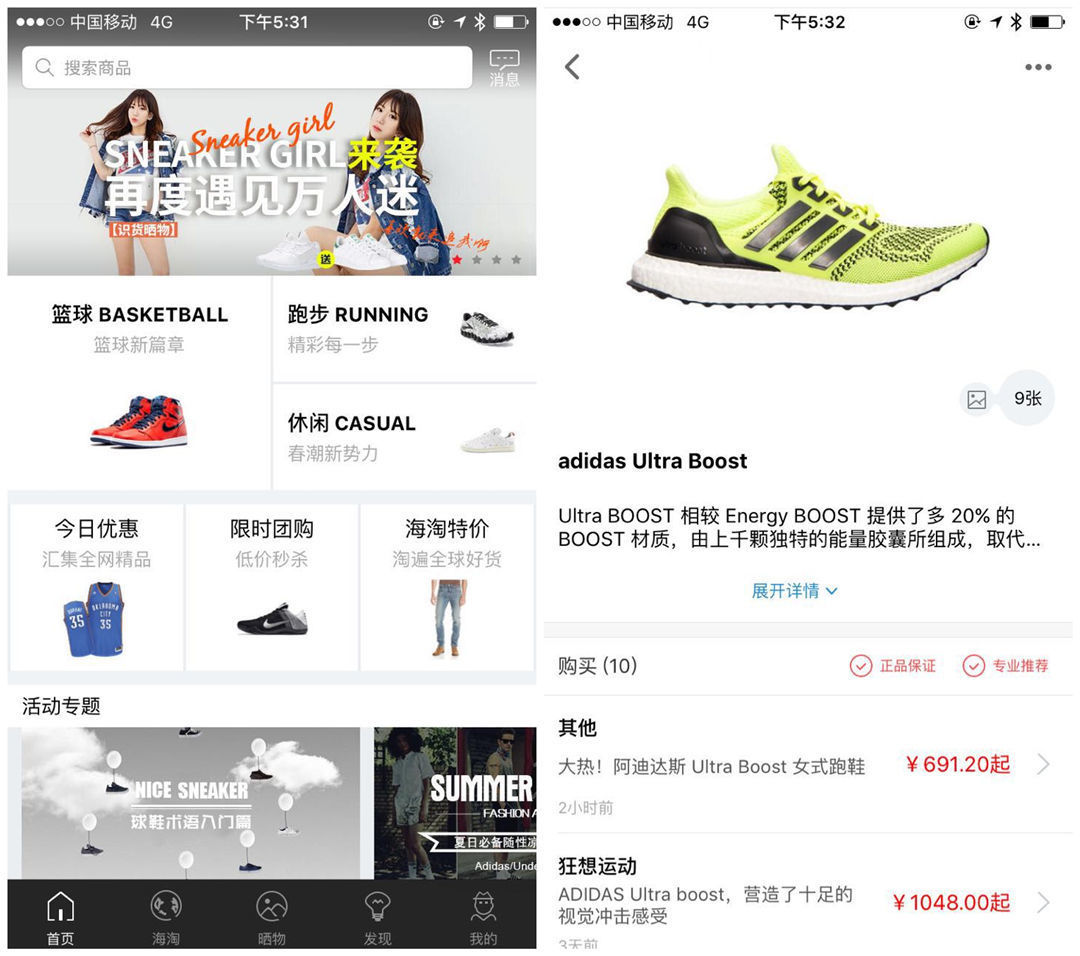 中国移动 4G 下午5:31
搜索商品
消息
Sneaker girl
SNEAKER GIRL来袭
再度遇见万人迷
【识货晒物】
送
篮球 BASKETBALL
篮球新篇章
跑步 RUNNING
精彩每一步
休闲 CASUAL
春潮新势力
今日优惠
汇集全网精品
限时团购
低价秒杀
海淘特价
淘遍全球好货
OKLAHOMA
CITY
35
35
活动专题
NICE SNEAKER
球鞋术语入门篇
SUMMER
FASHION A
夏日必备随性凉
Adidas/Unde
首页
海淘
晒物
发现
我的
中国移动 4G 下午5:32
9张
adidas Ultra Boost
Ultra BOOST 相较 Energy BOOST 提供了多 20% 的
BOOST 材质，由上千颗独特的能量胶囊所组成，取代...
展开详情
购买 (10)
正品保证
专业推荐
其他
大热！阿迪达斯 Ultra Boost 女式跑鞋
￥691.20起
2小时前
狂想运动
ADIDAS Ultra boost，营造了十足的
视觉冲击感受
￥1048.00起
3天前